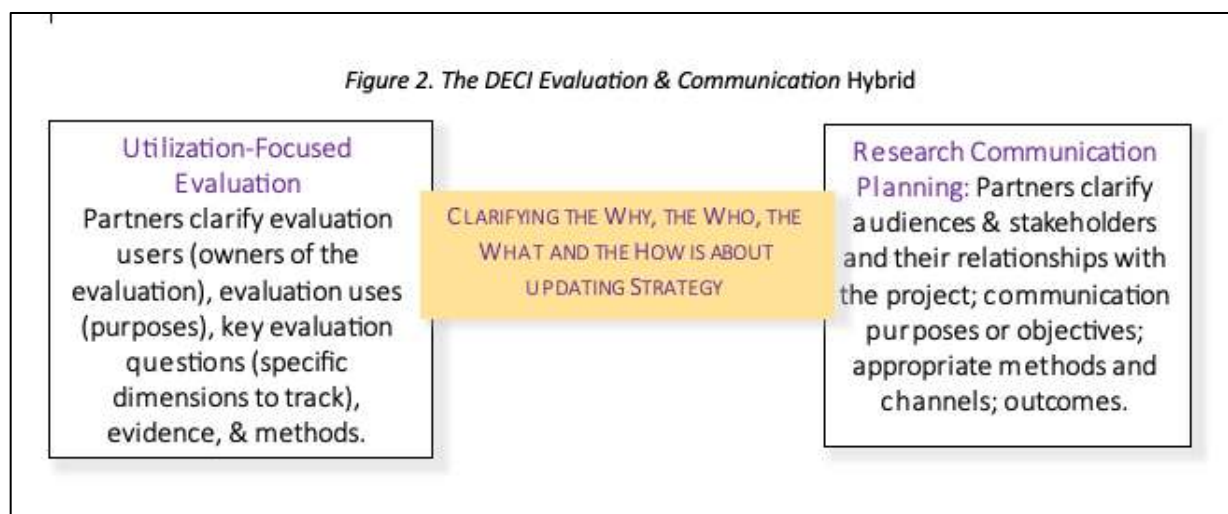 Figure 2. The DECI Evaluation & Communication Hybrid
Utilization-Focused
Evaluation
Partners clarify evaluation
users (owners of the
evaluation), evaluation uses
(purposes), key evaluation
questions (specific
dimensions to track),
evidence, & methods.
CLARIFYING THE WHY, THE WHO, THE
WHAT AND THE HOW IS ABOUT
UPDATING STRATEGY
Research Communication
Planning: Partners clarify
audiences & stakeholders
and their relationships with
the project; communication
purposes or objectives;
appropriate methods and
channels; outcomes.